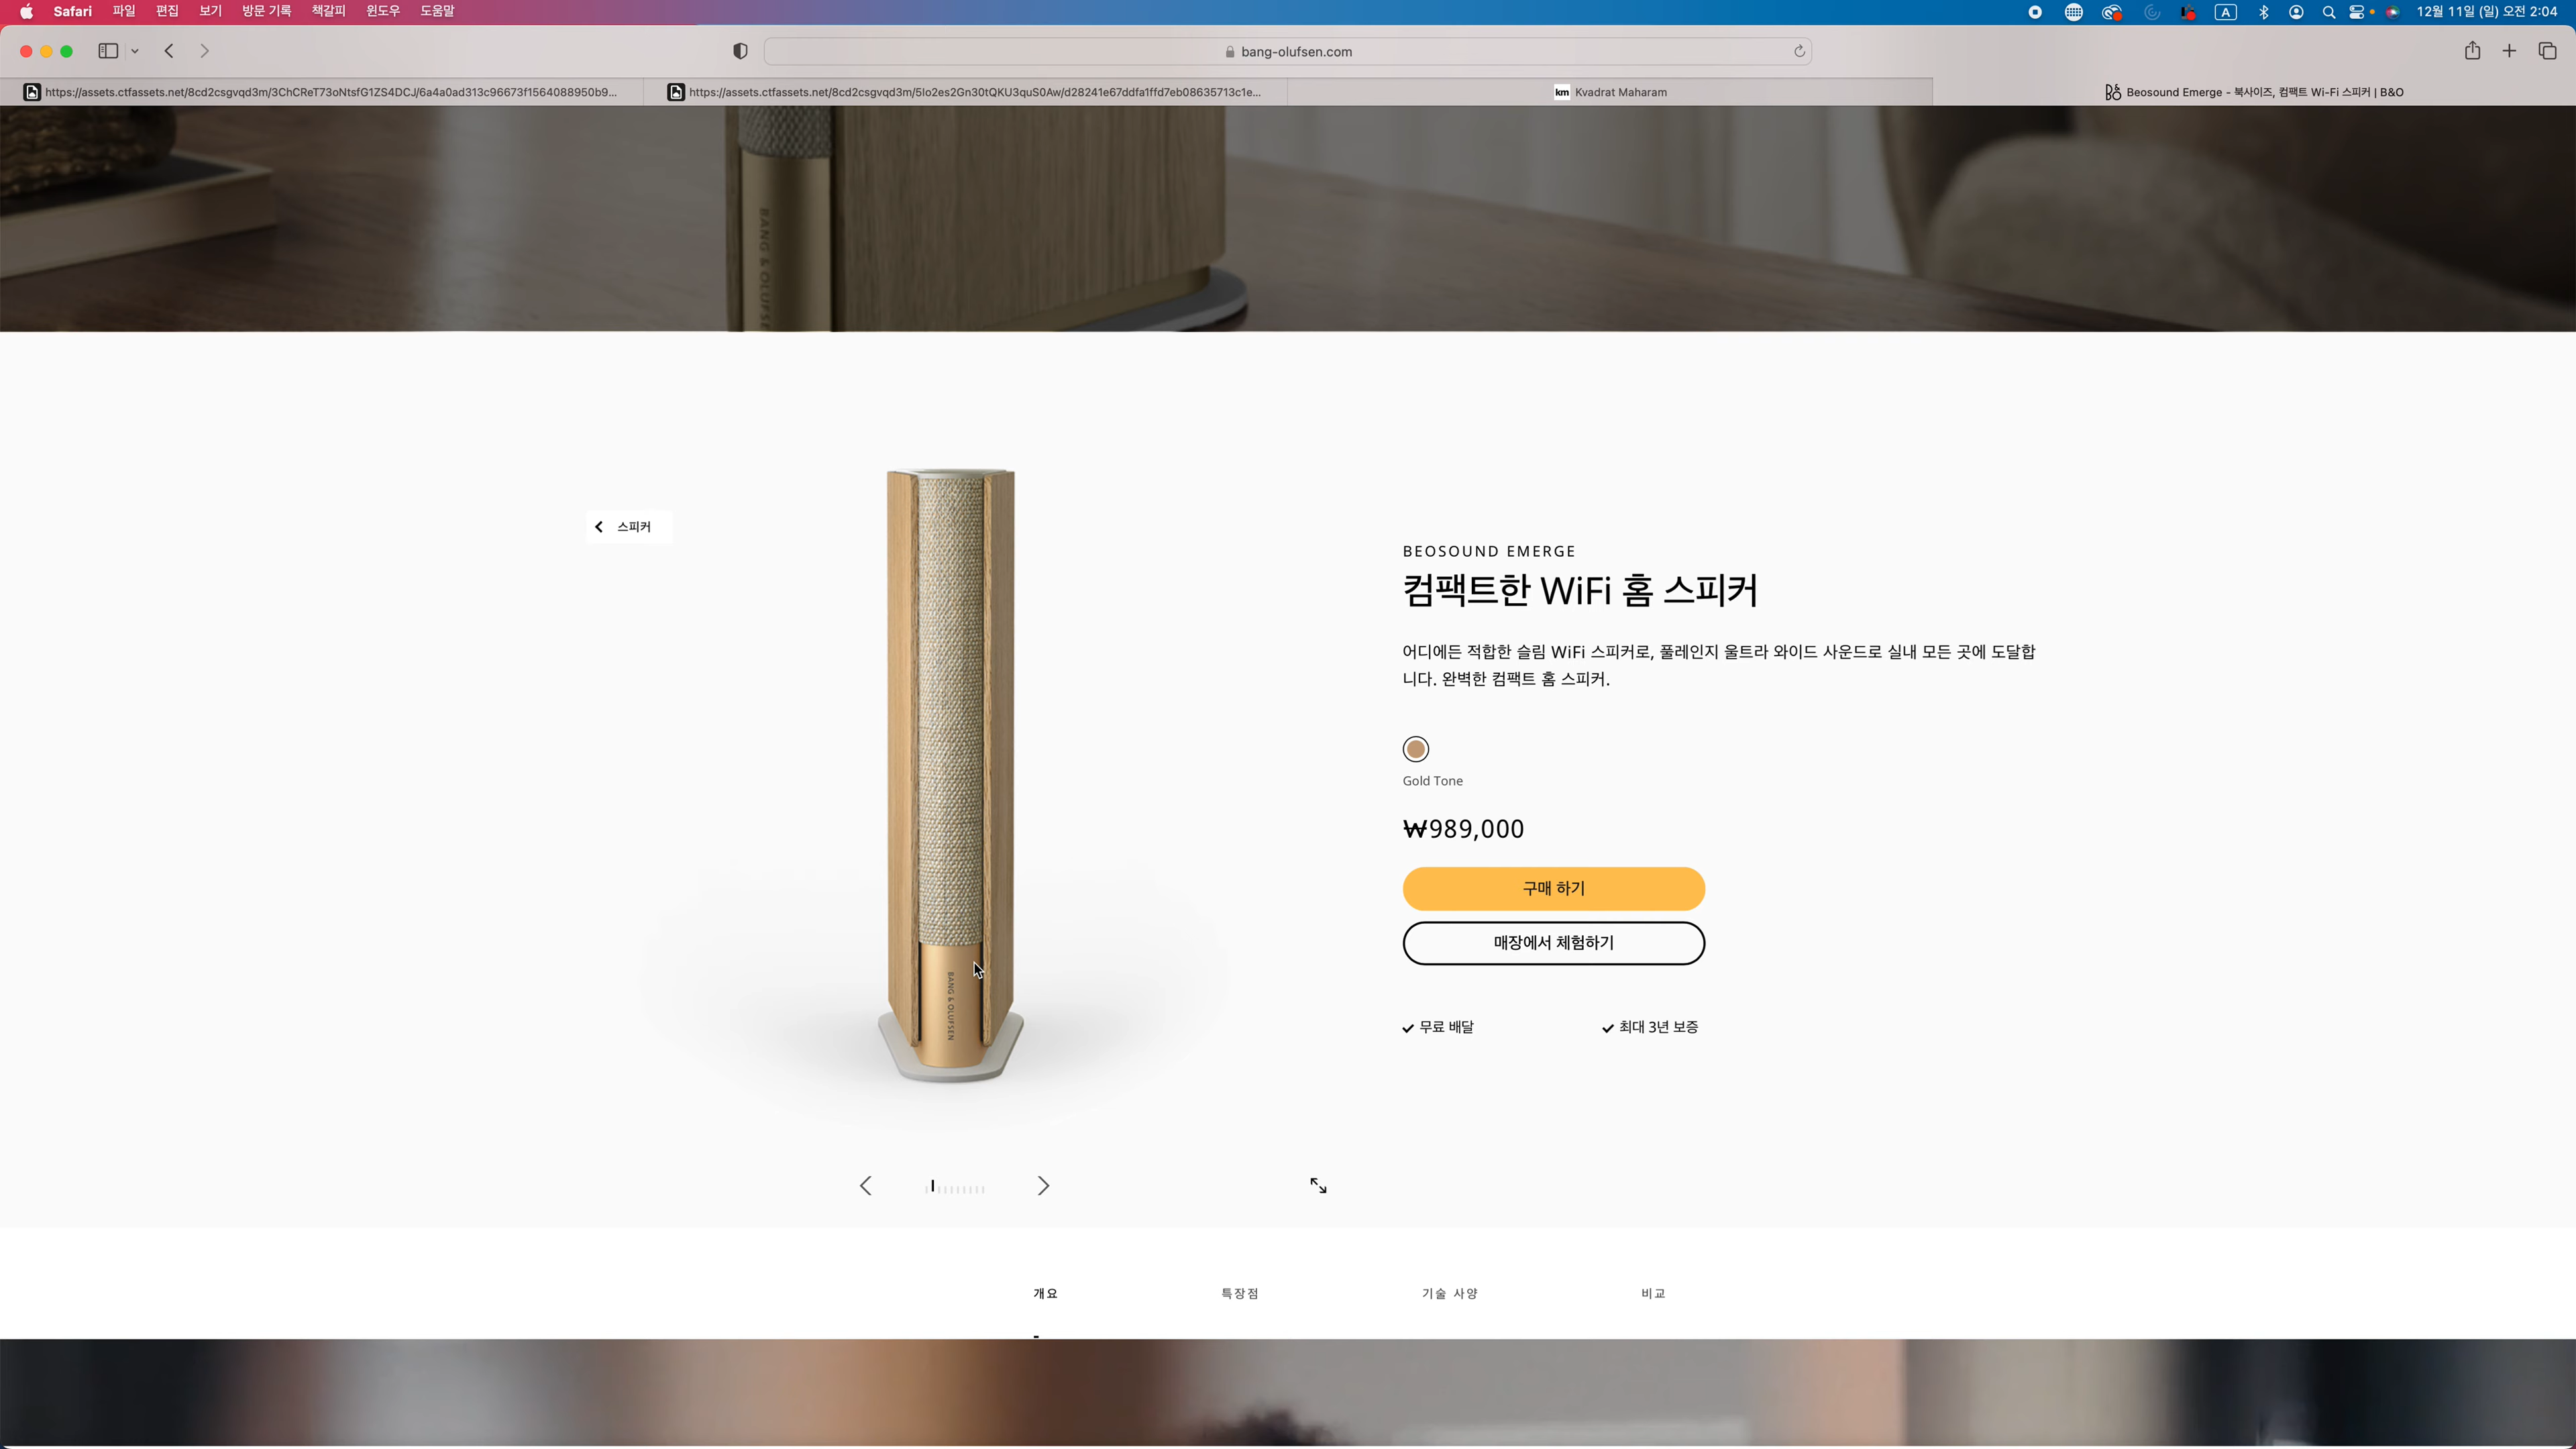 Safari 파일 편집 보기 방문 기록 책갈피 윈도우 도움말
A 12월 11일 (일) 오전 2:04
bang-olufsen.com
https://assets.ctfassets.net/8cd2csgvqd3m/3ChCReT73oNtsfG1ZS4DCJ/6a4a0ad313c96673f1564088950b9...
https://assets.ctfassets.net/8cd2csgvqd3m/5Io2es2Gn30tQKU3quS0Aw/d28241e67ddfa1ffd7eb08635713c1e...
km Kvadrat Maharam
Beosound Emerge - 북사이즈, 컴팩트 Wi-Fi 스피커 | B&O
BANG & OLUFSE
스피커
BEOSOUND EMERGE
컴팩트한 WiFi 홈 스피커
어디에든 적합한 슬림 WiFi 스피커로, 풀레인지 울트라 와이드 사운드로 실내 모든 곳에 도달합
니다. 완벽한 컴팩트 홈 스피커.
Gold Tone
₩989,000
구매 하기
매장에서 체험하기
BANG & OLUFSEN
무료 배달
최대 3년 보증
개요 특장점 기술 사양 비교